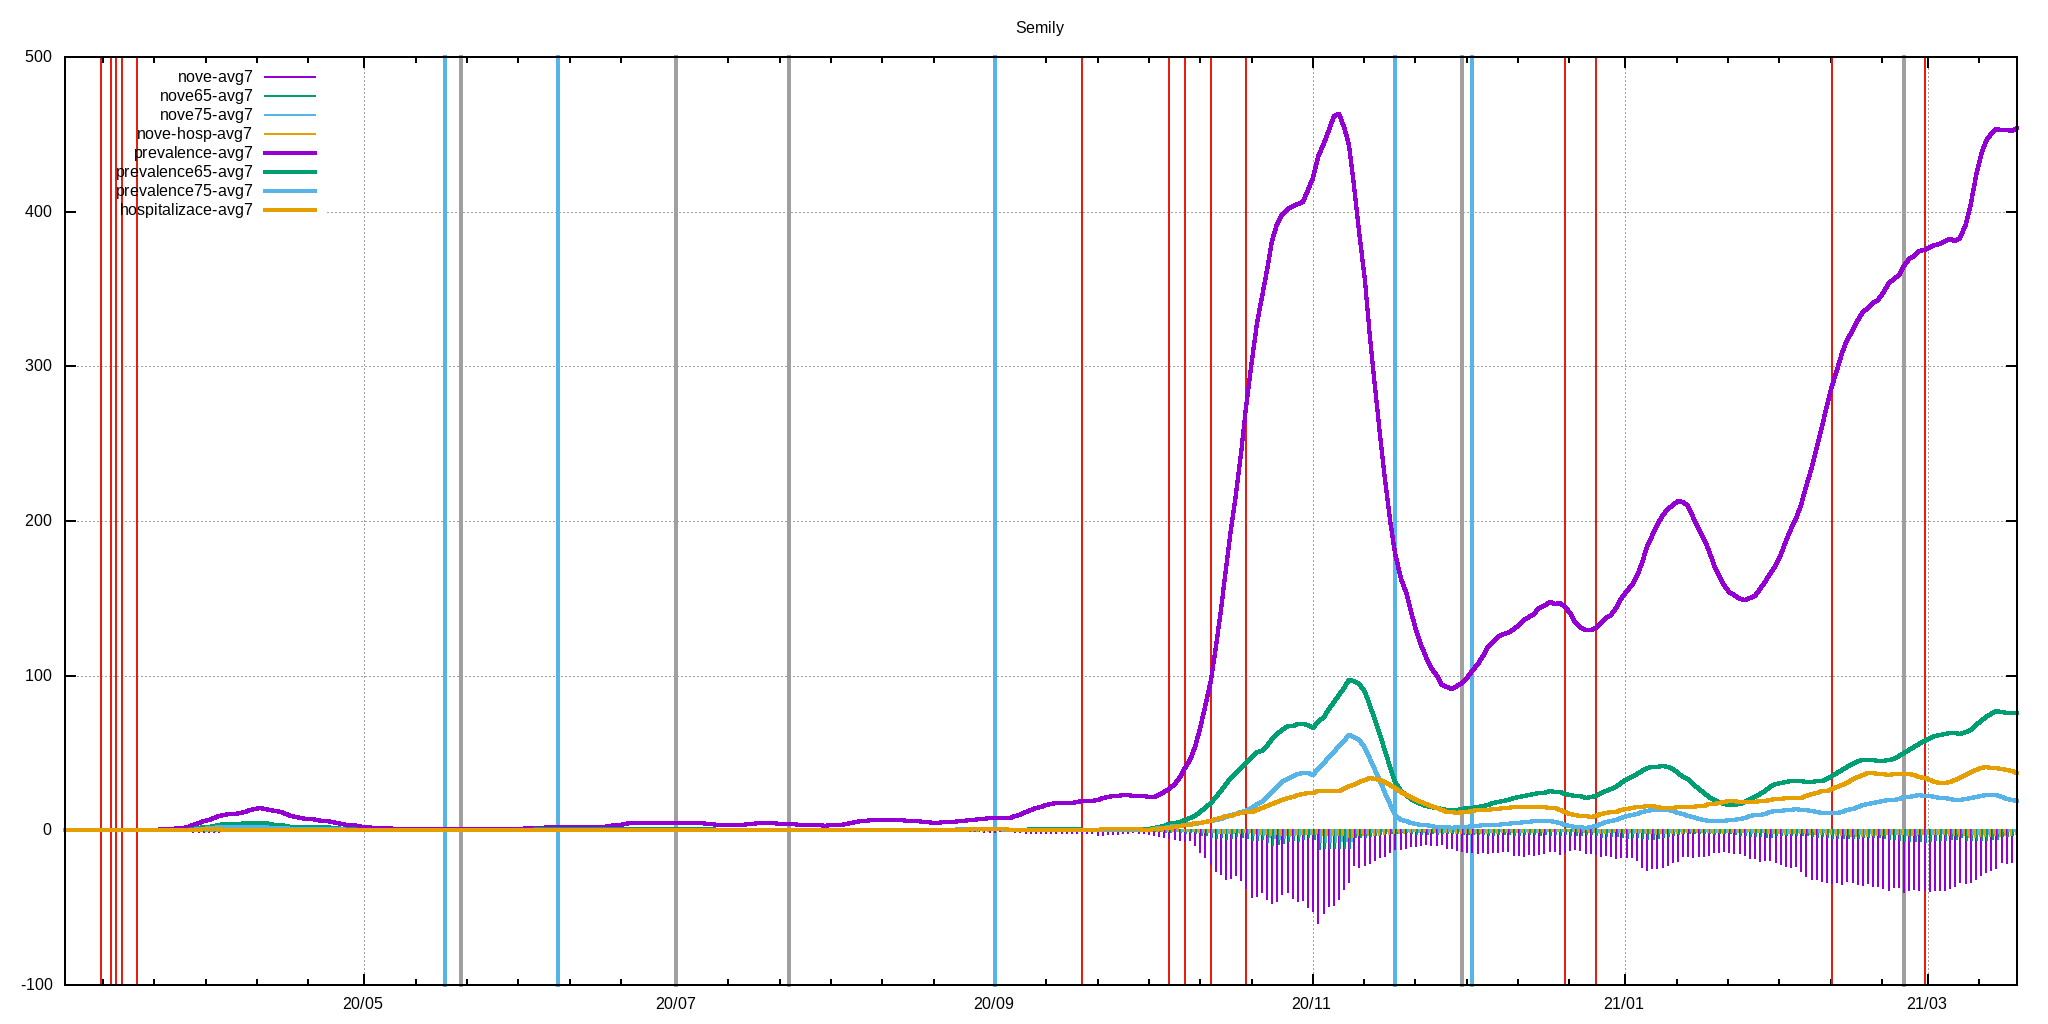 Semily
500
400
300
200
100
0
-100
nove-avg7
nove65-avg7
nove75-avg7
nove-hosp-avg7
prevalence-avg7
prevalence65-avg7
prevalence75-avg7
hospitalizace-avg7
20/05
20/07
20/09
20/11
21/01
21/03